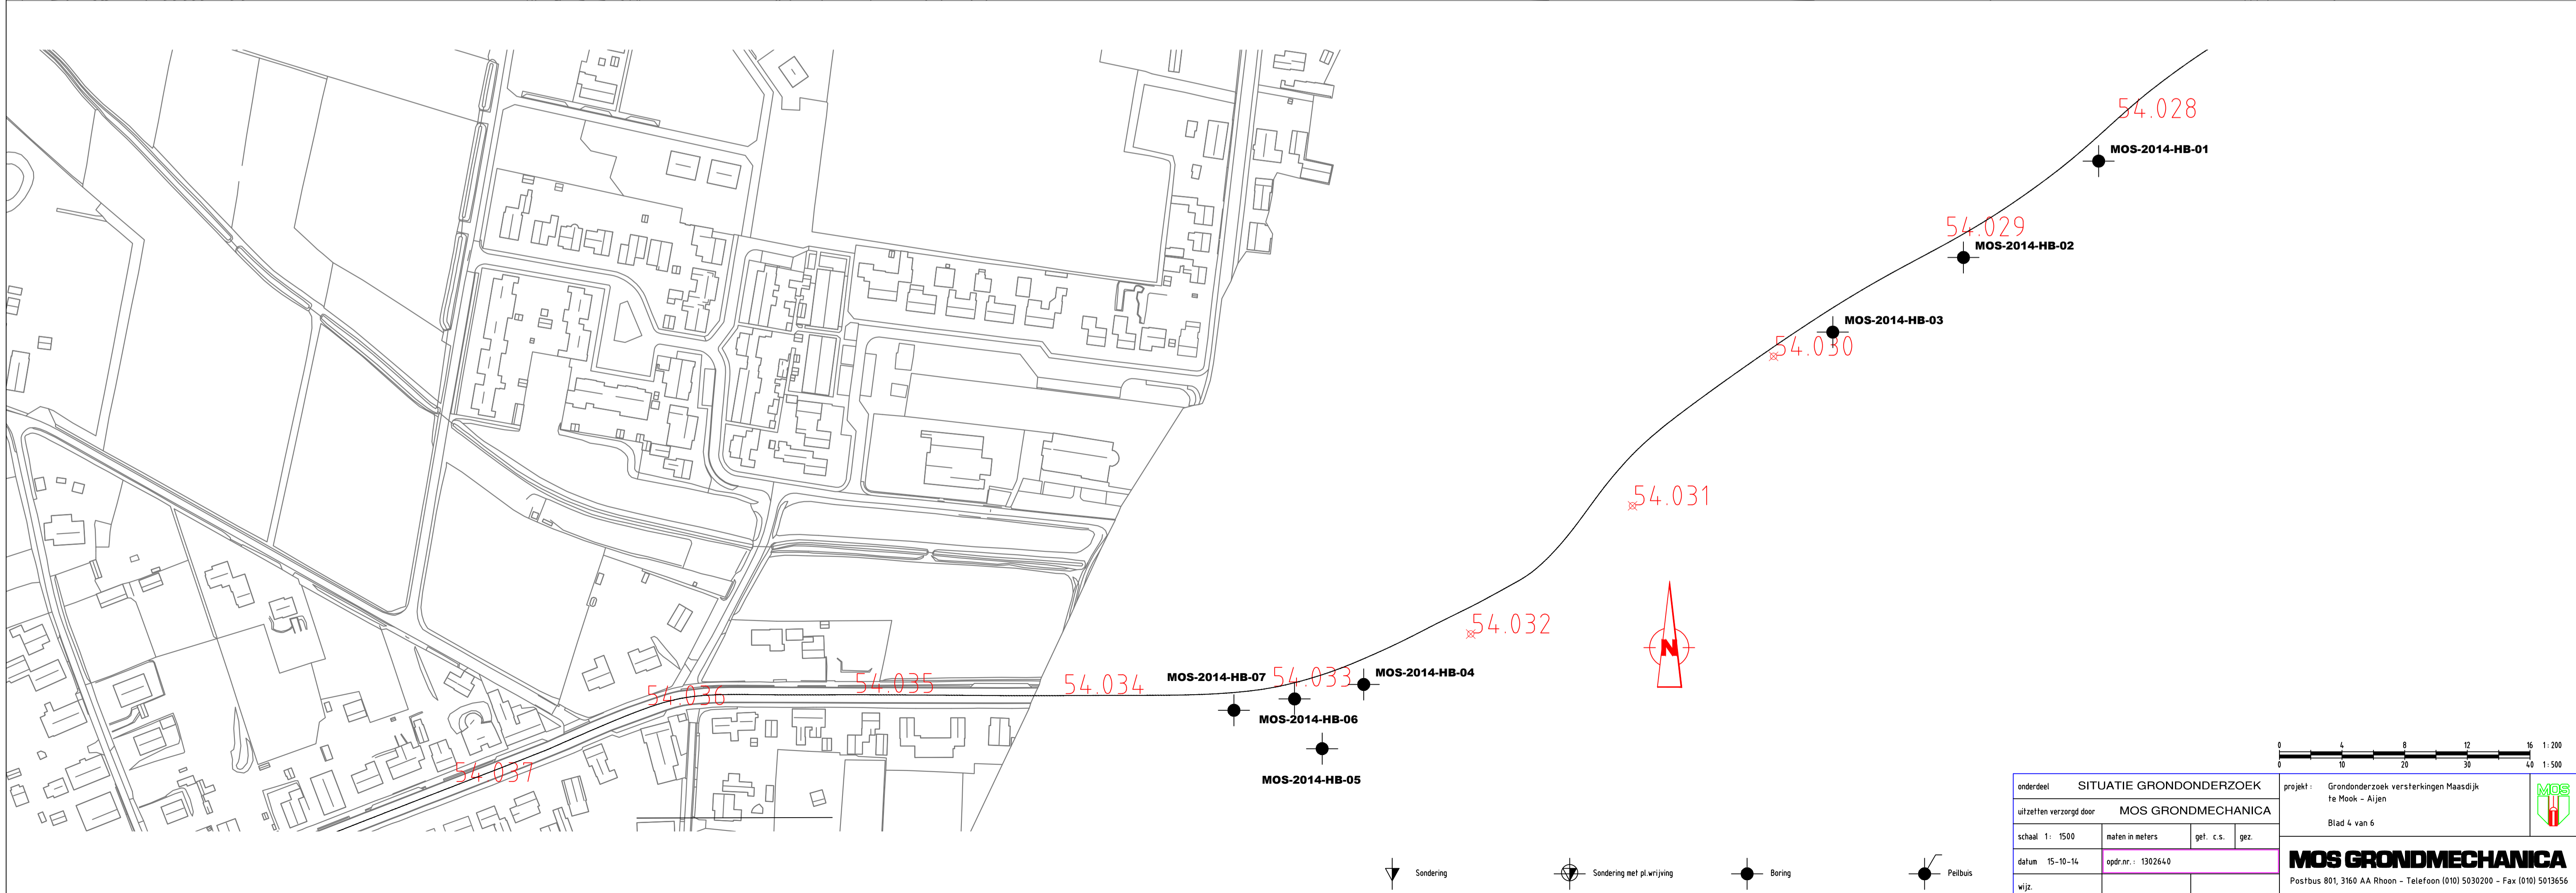 54.028
MOS-2014-HB-01
54.029
MOS-2014-HB-02
MOS-2014-HB-03
54.030
54.031
54.032
N
MOS-2014-HB-07
54.033
MOS-2014-HB-04
54.036
54.035
54.034
MOS-2014-HB-06
54.037
MOS-2014-HB-05
0 4 8 12 16 1:200
0 10 20 30 40 1:500
onderdeel SITUATIE GRONDONDERZOEK
uitzetten verzorgd door MOS GRONDMECHANICA
schaal 1: 1500 maten in meters get. c.s. gez.
datum 15-10-14 opdr.nr.: 1302640
wijz.
projekt : Grondonderzoek versterkingen Maasdijk
te Mook - Aijen
Blad 4 van 6
MOS
MOS GRONDMECHANICA
Postbus 801, 3160 AA Rhoon - Telefoon (010) 5030200 - Fax (010) 5013656
Sondering
Sondering met pl.wrijving
Boring
Peilbuis